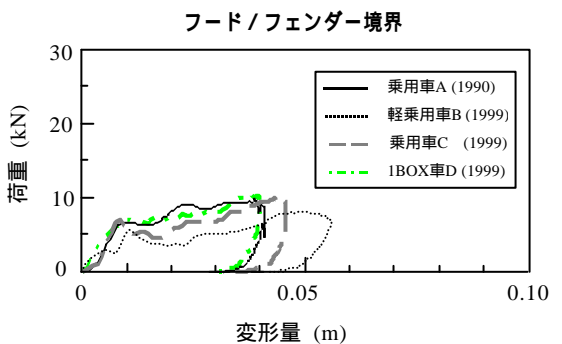 フード / フェンダー境界
30
20
10
0
荷重 (kN)
乗用車A (1990)
軽乗用車B (1999)
乗用車C (1999)
1BOX車D (1999)
0
0.05
0.10
変形量 (m)